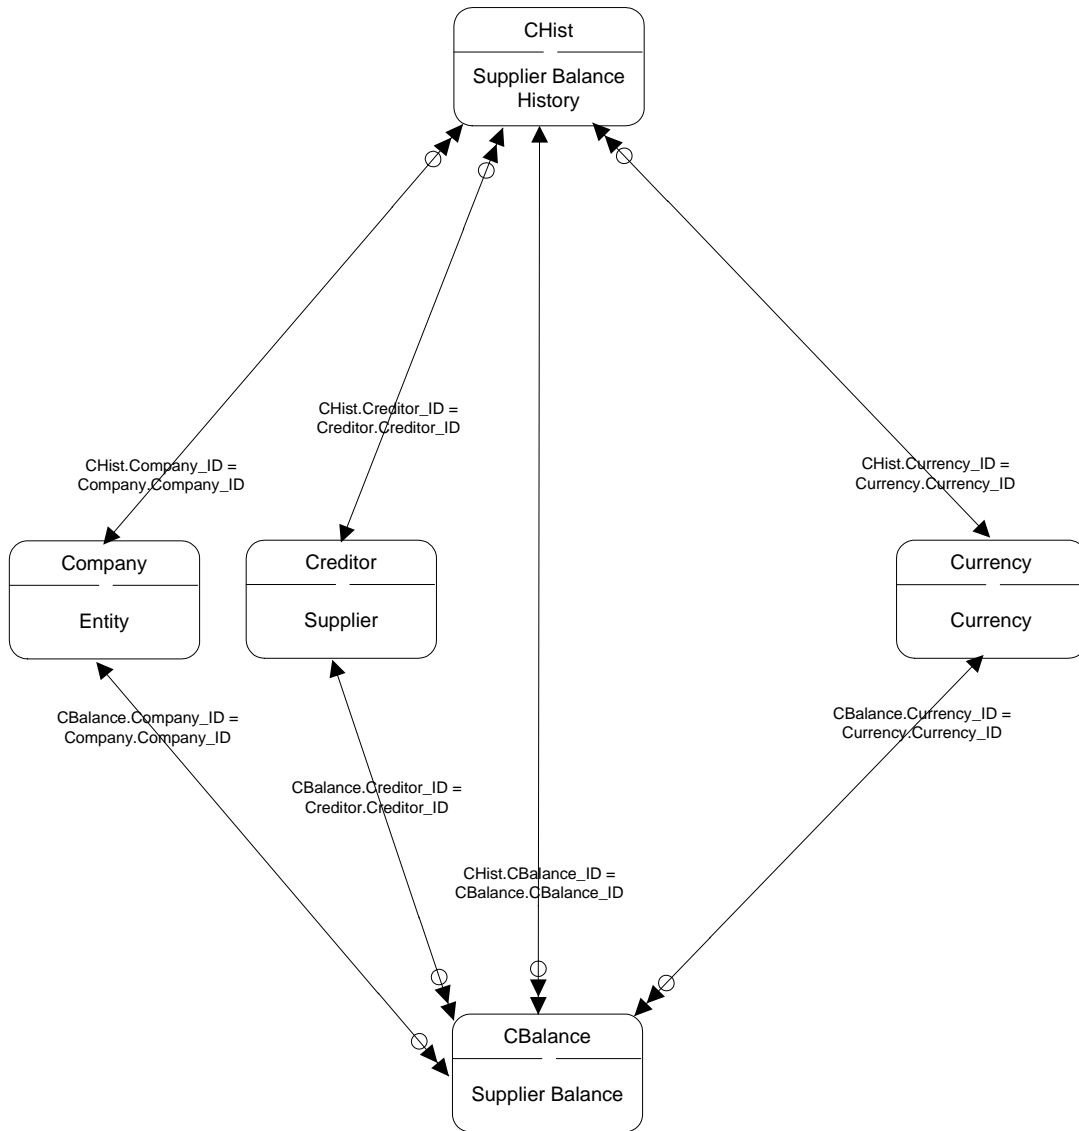 CHist
Supplier Balance
History
CHist.Creditor_ID =
Creditor.Creditor_ID
CHist.Company_ID =
Company.Company_ID
CHist.Currency_ID =
Currency.Currency_ID
Company
Entity
Creditor
Supplier
Currency
Currency
CBalance.Company_ID =
Company.Company_ID
CBalance.Currency_ID =
Currency.Currency_ID
CBalance.Creditor_ID =
Creditor.Creditor_ID
CHist.CBalance_ID =
CBalance.CBalance_ID
CBalance
Supplier Balance